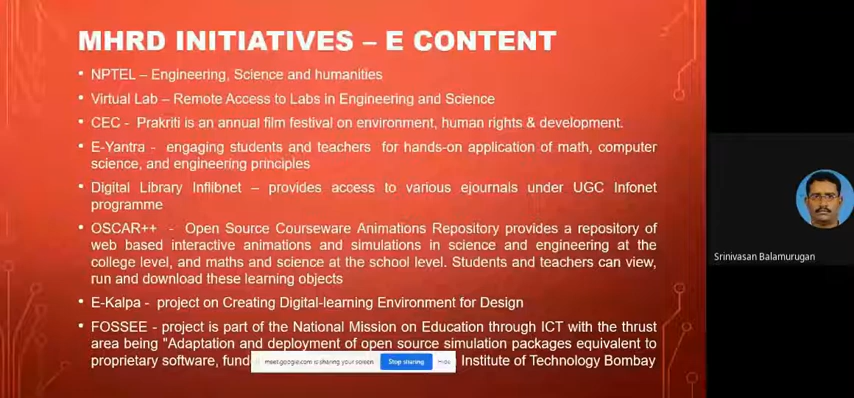 MHRD INITIATIVES – E CONTENT
• NPTEL – Engineering, Science and humanities
• Virtual Lab – Remote Access to Labs in Engineering and Science
• CEC - Prakriti is an annual film festival on environment, human rights & development.
• E-Yantra - engaging students and teachers for hands-on application of math, computer
science, and engineering principles
• Digital Library Inflibnet – provides access to various ejournals under UGC Infonet
programme
• OSCAR++ - Open Source Courseware Animations Repository provides a repository of
web based interactive animations and simulations in science and engineering at the
college level, and maths and science at the school level. Students and teachers can view,
run and download these learning objects
• E-Kalpa - project on Creating Digital-learning Environment for Design
• FOSSEE - project is part of the National Mission on Education through ICT with the thrust
area being "Adaptation and deployment of open source simulation packages equivalent to
proprietary software, fund Institute of Technology Bombay
meet.google.com is sharing your screen. Stop sharing Hide
Srinivasan Balamurugan